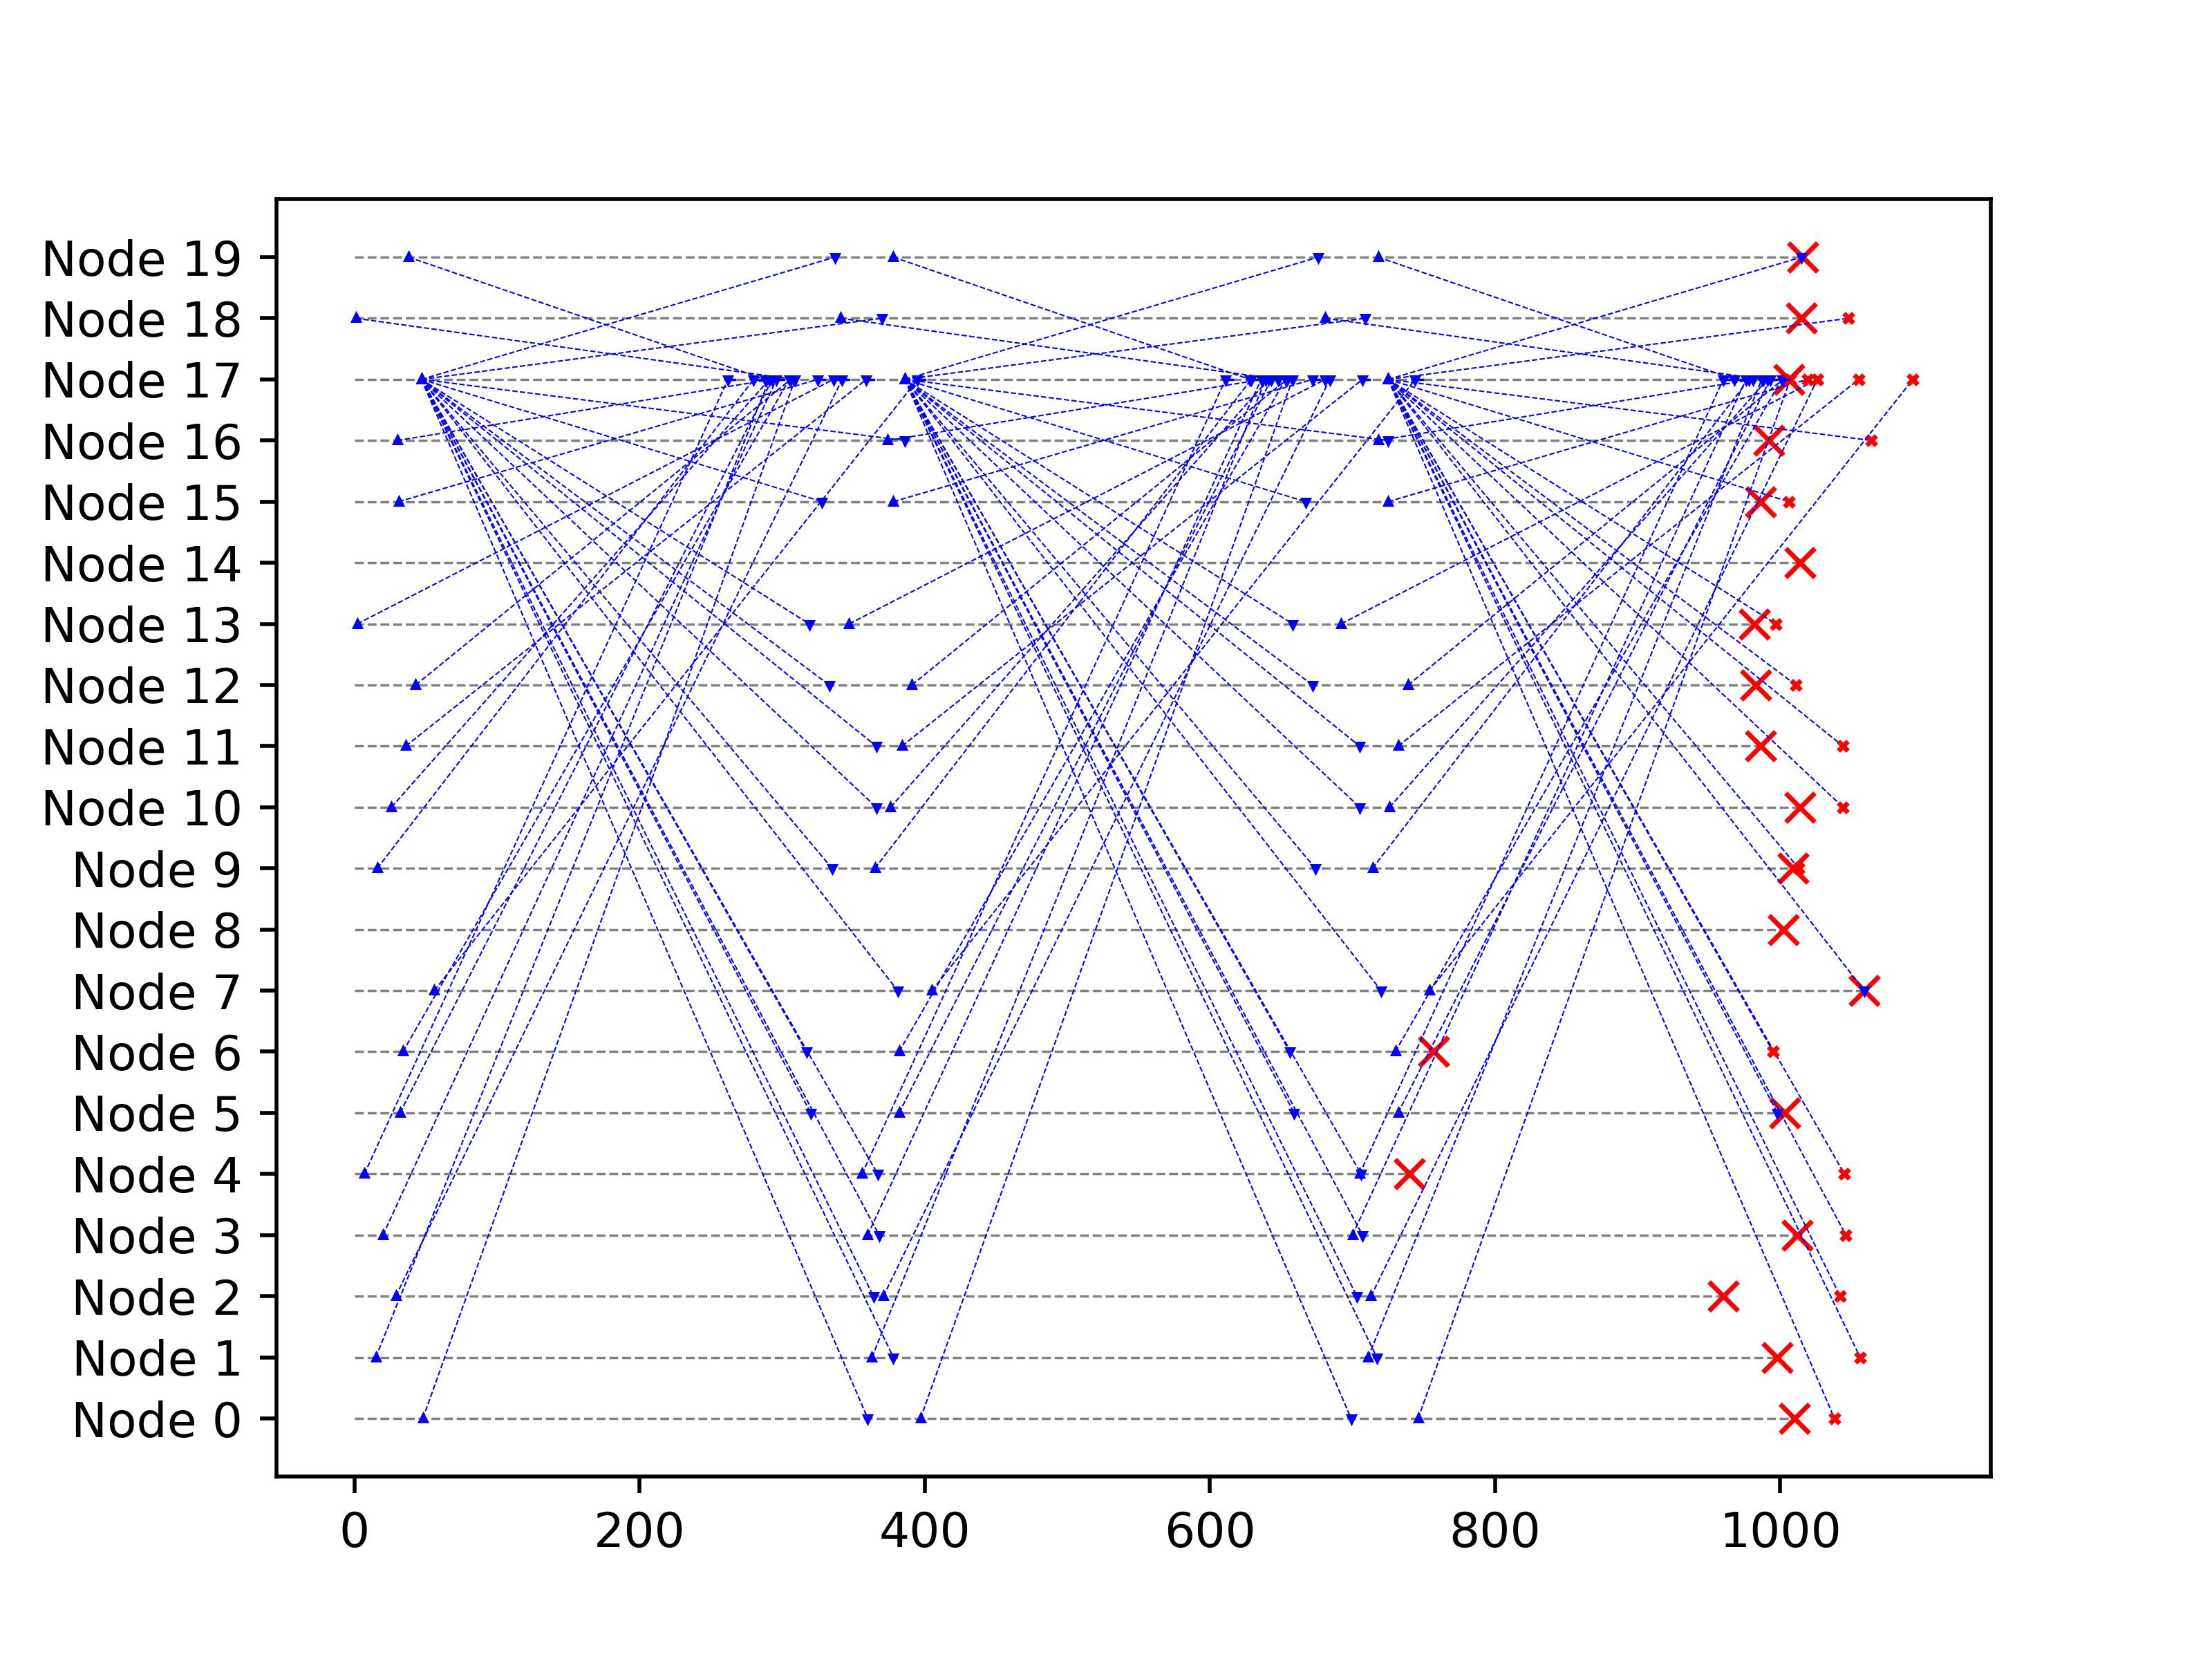 Node 19
Node 18
Node 17
Node 16
Node 15
Node 14
Node 13
Node 12
Node 11
Node 10
Node 9
Node 8
Node 7
Node 6
Node 5
Node 4
Node 3
Node 2
Node 1
Node 0
0 200 400 600 800 1000